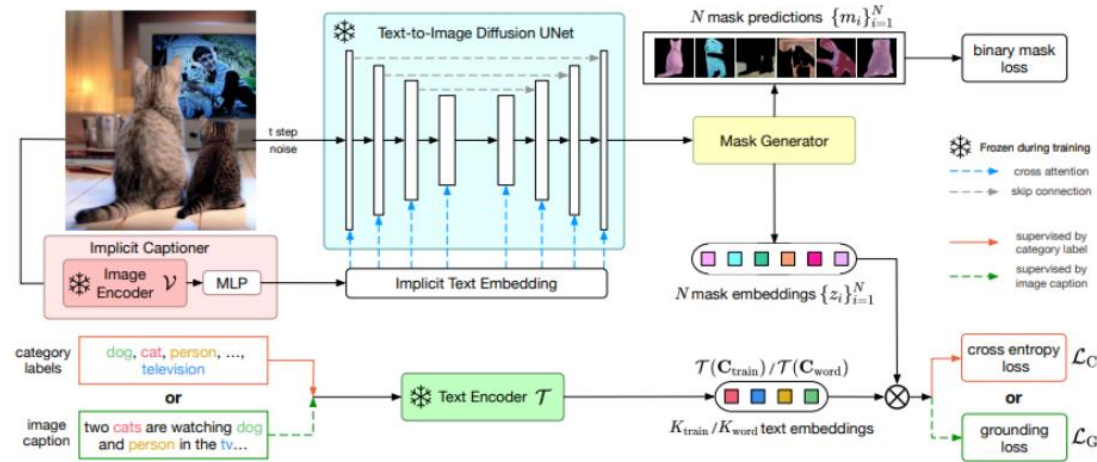 N mask predictions {m_i}_{i=1}^N
Text-to-Image Diffusion UNet
binary mask
loss
t step
noise
Mask Generator
Frozen during training
cross attention
skip connection
Implicit Captioner
Image
Encoder V
MLP
Implicit Text Embedding
supervised by
category label
supervised by
image caption
N mask embeddings {z_i}_{i=1}^N
category
labels
dog, cat, person, ...,
television
or
image
caption
two cats are watching dog
and person in the tv...
Text Encoder T
T(C_train)/T(C_word)
K_train/K_word text embeddings
cross entropy
loss
L_C
or
grounding
loss
L_G